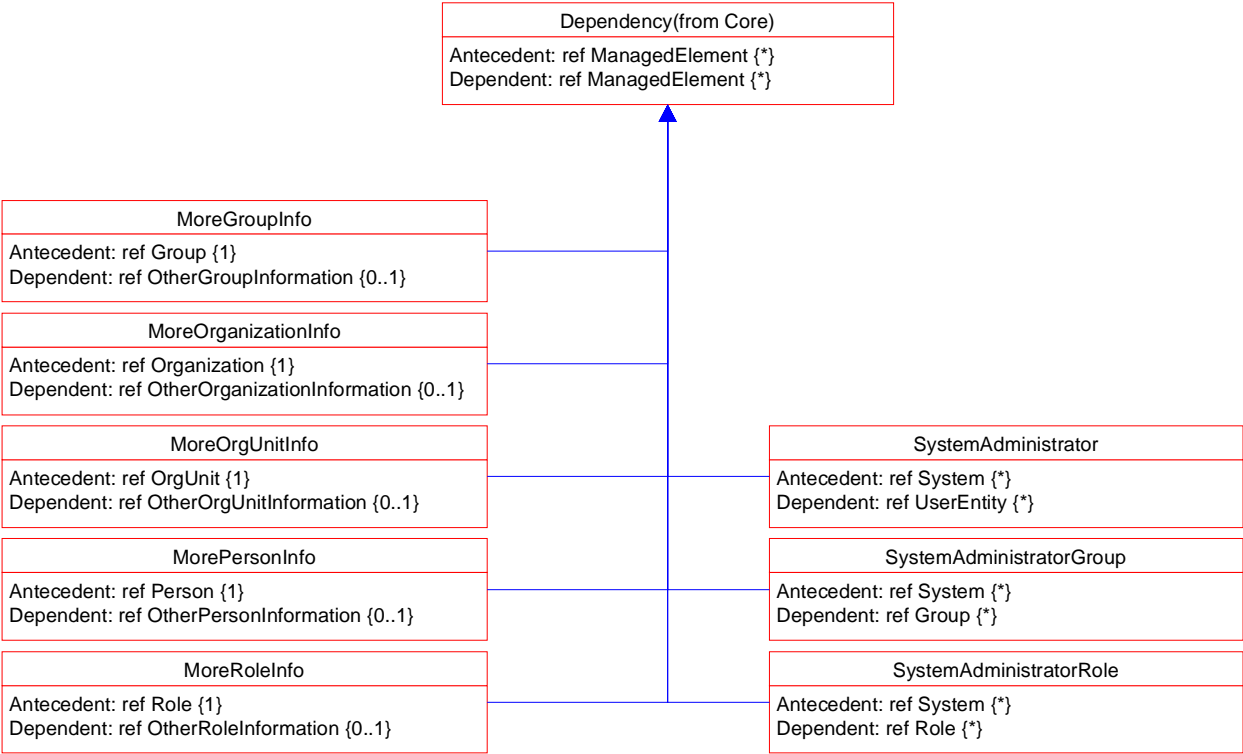 Dependency(from Core)
Antecedent: ref ManagedElement {*}
Dependent: ref ManagedElement {*}
MoreGroupInfo
Antecedent: ref Group {1}
Dependent: ref OtherGroupInformation {0..1}
MoreOrganizationInfo
Antecedent: ref Organization {1}
Dependent: ref OtherOrganizationInformation {0..1}
MoreOrgUnitInfo
Antecedent: ref OrgUnit {1}
Dependent: ref OtherOrgUnitInformation {0..1}
MorePersonInfo
Antecedent: ref Person {1}
Dependent: ref OtherPersonInformation {0..1}
MoreRoleInfo
Antecedent: ref Role {1}
Dependent: ref OtherRoleInformation {0..1}
SystemAdministrator
Antecedent: ref System {*}
Dependent: ref UserEntity {*}
SystemAdministratorGroup
Antecedent: ref System {*}
Dependent: ref Group {*}
SystemAdministratorRole
Antecedent: ref System {*}
Dependent: ref Role {*}